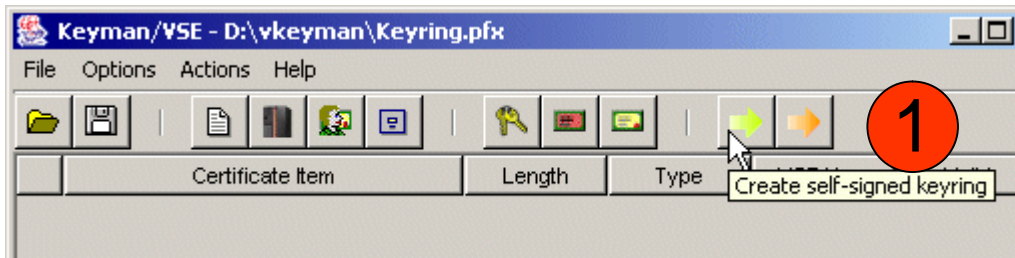 Keyman/VSE - D:\vkeyman\Keyring.pfx
File Options Actions Help
1
Certificate Item Length Type
Create self-signed keyring